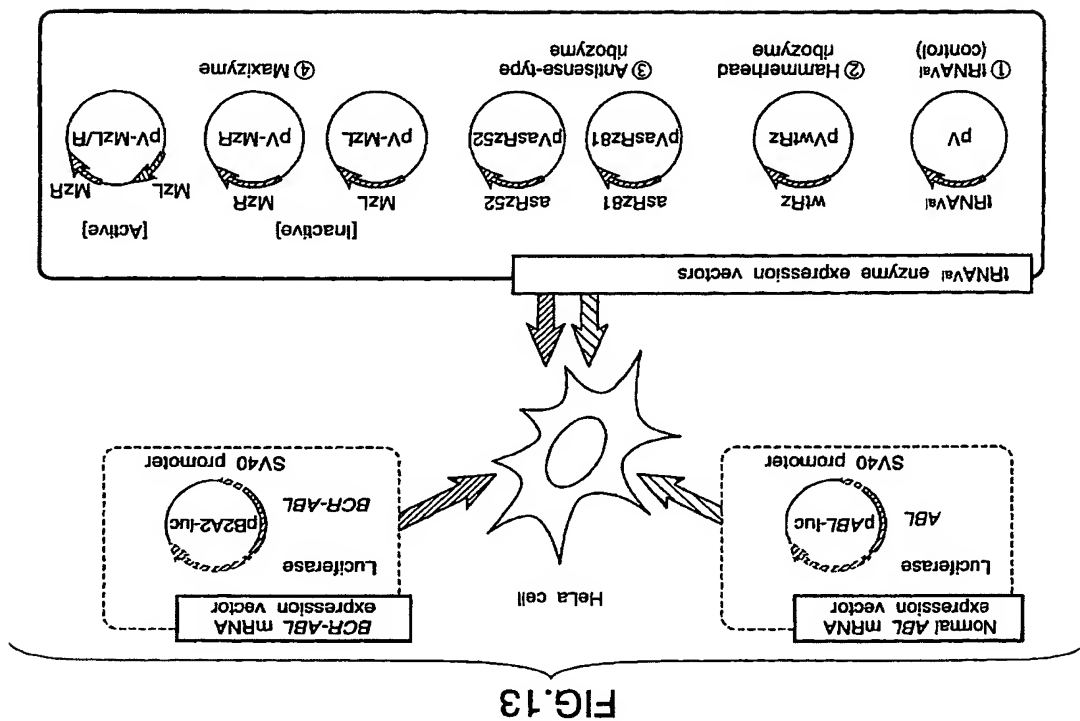 FIG.13
Normal ABL mRNA
expression vector
Luciferase
pABL-luc
ABL
SV40 promoter
HeLa cell
BCR-ABL mRNA
expression vector
Luciferase
pB2A2-luc
BCR-ABL
SV40 promoter
tRNAVal enzyme expression vectors
tRNAVal
pV
① tRNAVal
(control)
wtRz
pVwtRz
② Hammerhead
ribozyme
asRz81
pVasRz81
asRz52
pVasRz52
③ Antisense-type
ribozyme
[Inactive]
MzL
pV-MzL
MzR
pV-MzR
[Active]
MzL
MzR
pV-MzL/R
④ Maxizyme